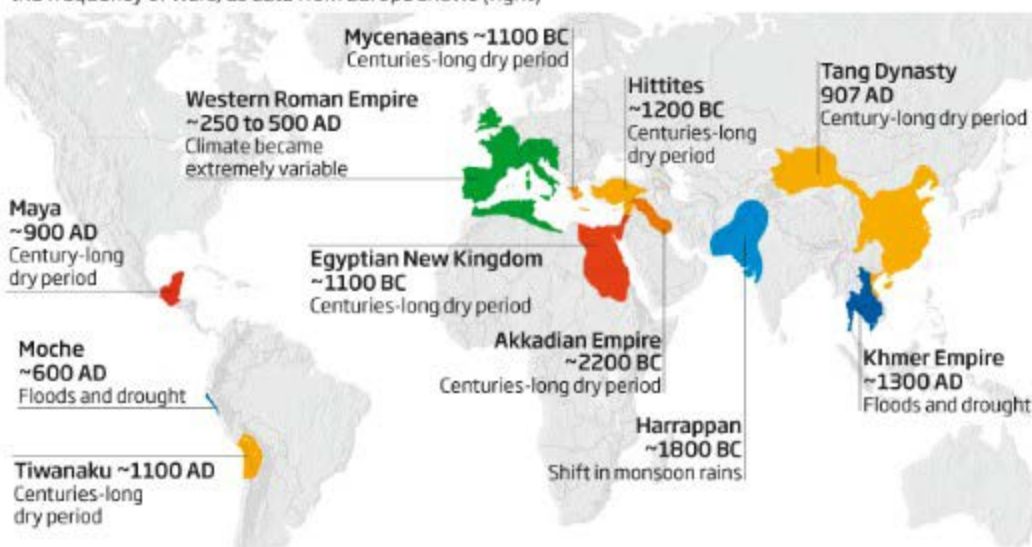 Mycenaeans ~1100 BC
Centuries-long dry period
Western Roman Empire
~250 to 500 AD
Climate became
extremely variable
Hittites
~1200 BC
Centuries-long
dry period
Tang Dynasty
907 AD
Century-long dry period
Maya
~900 AD
Century-long
dry period
Egyptian New Kingdom
~1100 BC
Centuries-long dry period
Akkadian Empire
~2200 BC
Centuries-long dry period
Moche
~600 AD
Floods and drought
Khmer Empire
~1300 AD
Floods and drought
Harrappan
~1800 BC
Shift in monsoon rains
Tiwanaku ~1100 AD
Centuries-long
dry period